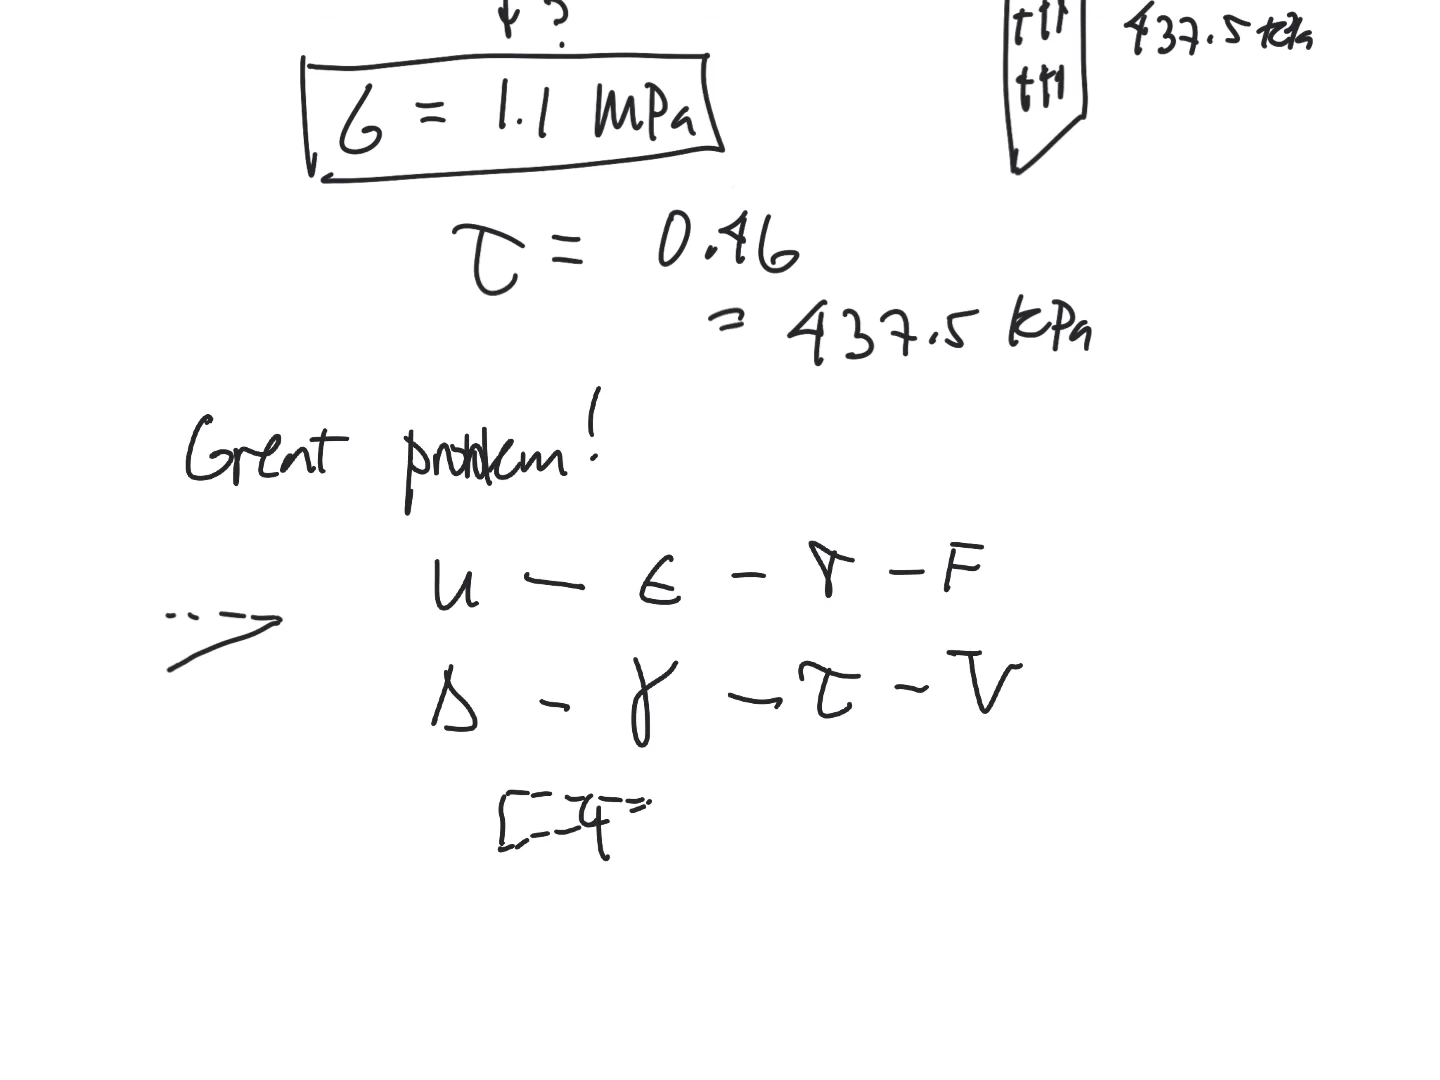 437.5 kPa
σ = 1.1 MPa
τ = 0.46
= 437.5 kPa
Great problem!
u - ε - σ - F
Δ - γ - τ - V